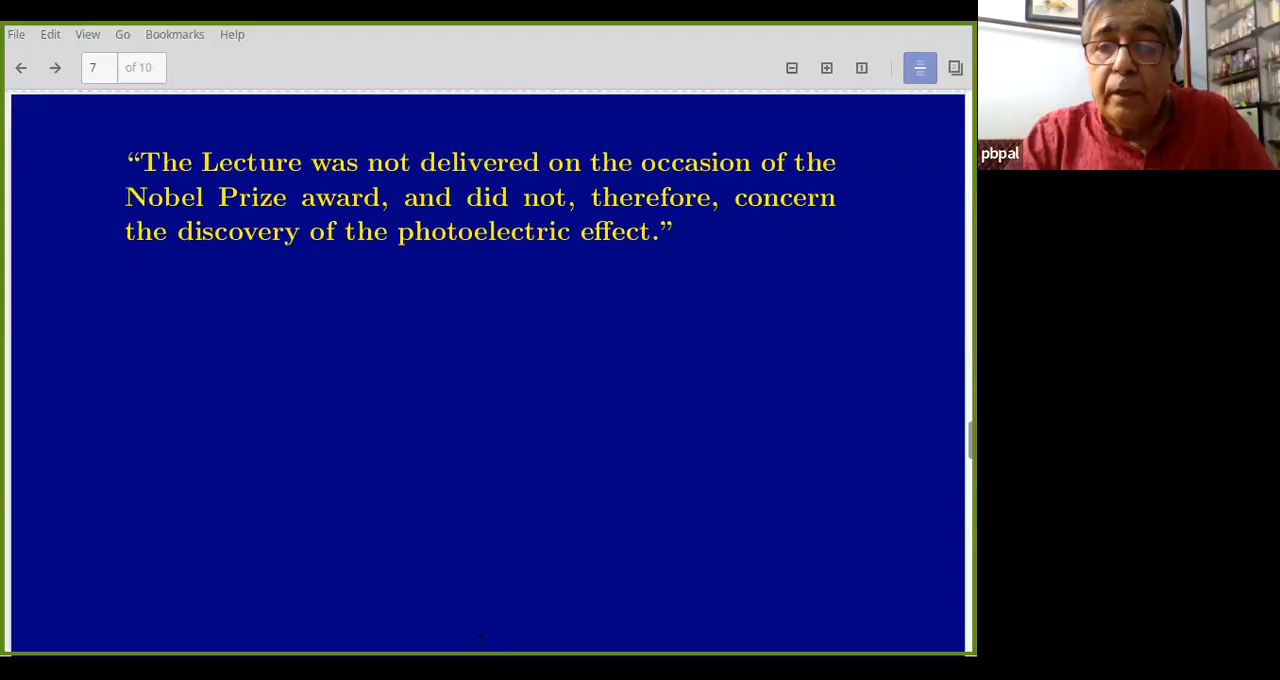 File Edit View Go Bookmarks Help
7 of 10
pbpal
“The Lecture was not delivered on the occasion of the
Nobel Prize award, and did not, therefore, concern
the discovery of the photoelectric effect.”